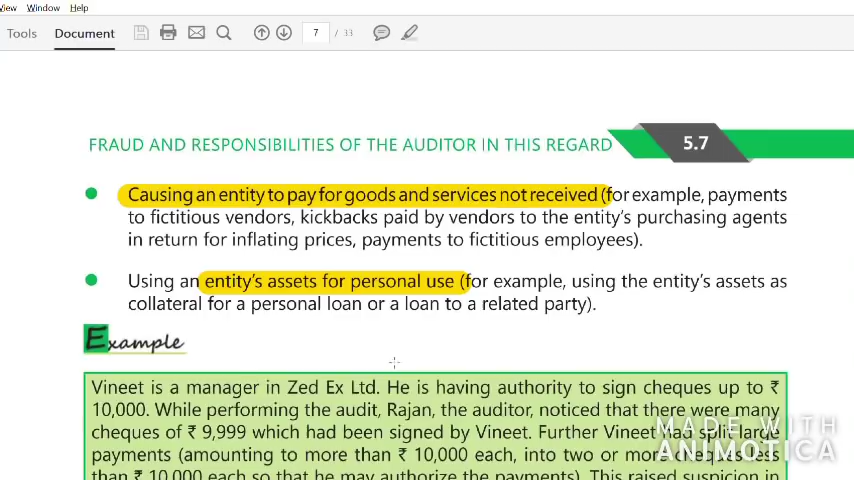 View Window Help
Tools Document 7 / 33
FRAUD AND RESPONSIBILITIES OF THE AUDITOR IN THIS REGARD 5.7
Causing an entity to pay for goods and services not received (for example, payments
to fictitious vendors, kickbacks paid by vendors to the entity's purchasing agents
in return for inflating prices, payments to fictitious employees).
Using an entity's assets for personal use (for example, using the entity's assets as
collateral for a personal loan or a loan to a related party).
Example
Vineet is a manager in Zed Ex Ltd. He is having authority to sign cheques up to ₹
10,000. While performing the audit, Rajan, the auditor, noticed that there were many
cheques of ₹ 9,999 which had been signed by Vineet. Further Vineet had split large
payments (amounting to more than ₹ 10,000 each, into two or more cheques less
than ₹ 10,000 each so that he may authorize the payments). This raised suspicion in
MADE WITH
ANIMOTICA